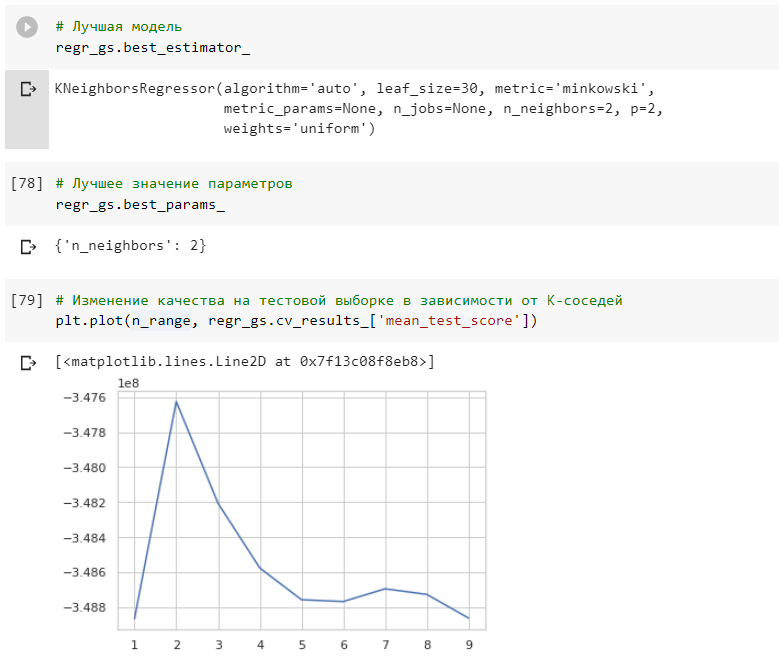 # Лучшая модель
regr_gs.best_estimator_
KNeighborsRegressor(algorithm='auto', leaf_size=30, metric='minkowski',
metric_params=None, n_jobs=None, n_neighbors=2, p=2,
weights='uniform')
[78] # Лучшее значение параметров
regr_gs.best_params_
{'n_neighbors': 2}
[79] # Изменение качества на тестовой выборке в зависимости от К-соседей
plt.plot(n_range, regr_gs.cv_results_['mean_test_score'])
[<matplotlib.lines.Line2D at 0x7f13c08f8eb8>]
1e8
−3.476
−3.478
−3.480
−3.482
−3.484
−3.486
−3.488
1 2 3 4 5 6 7 8 9